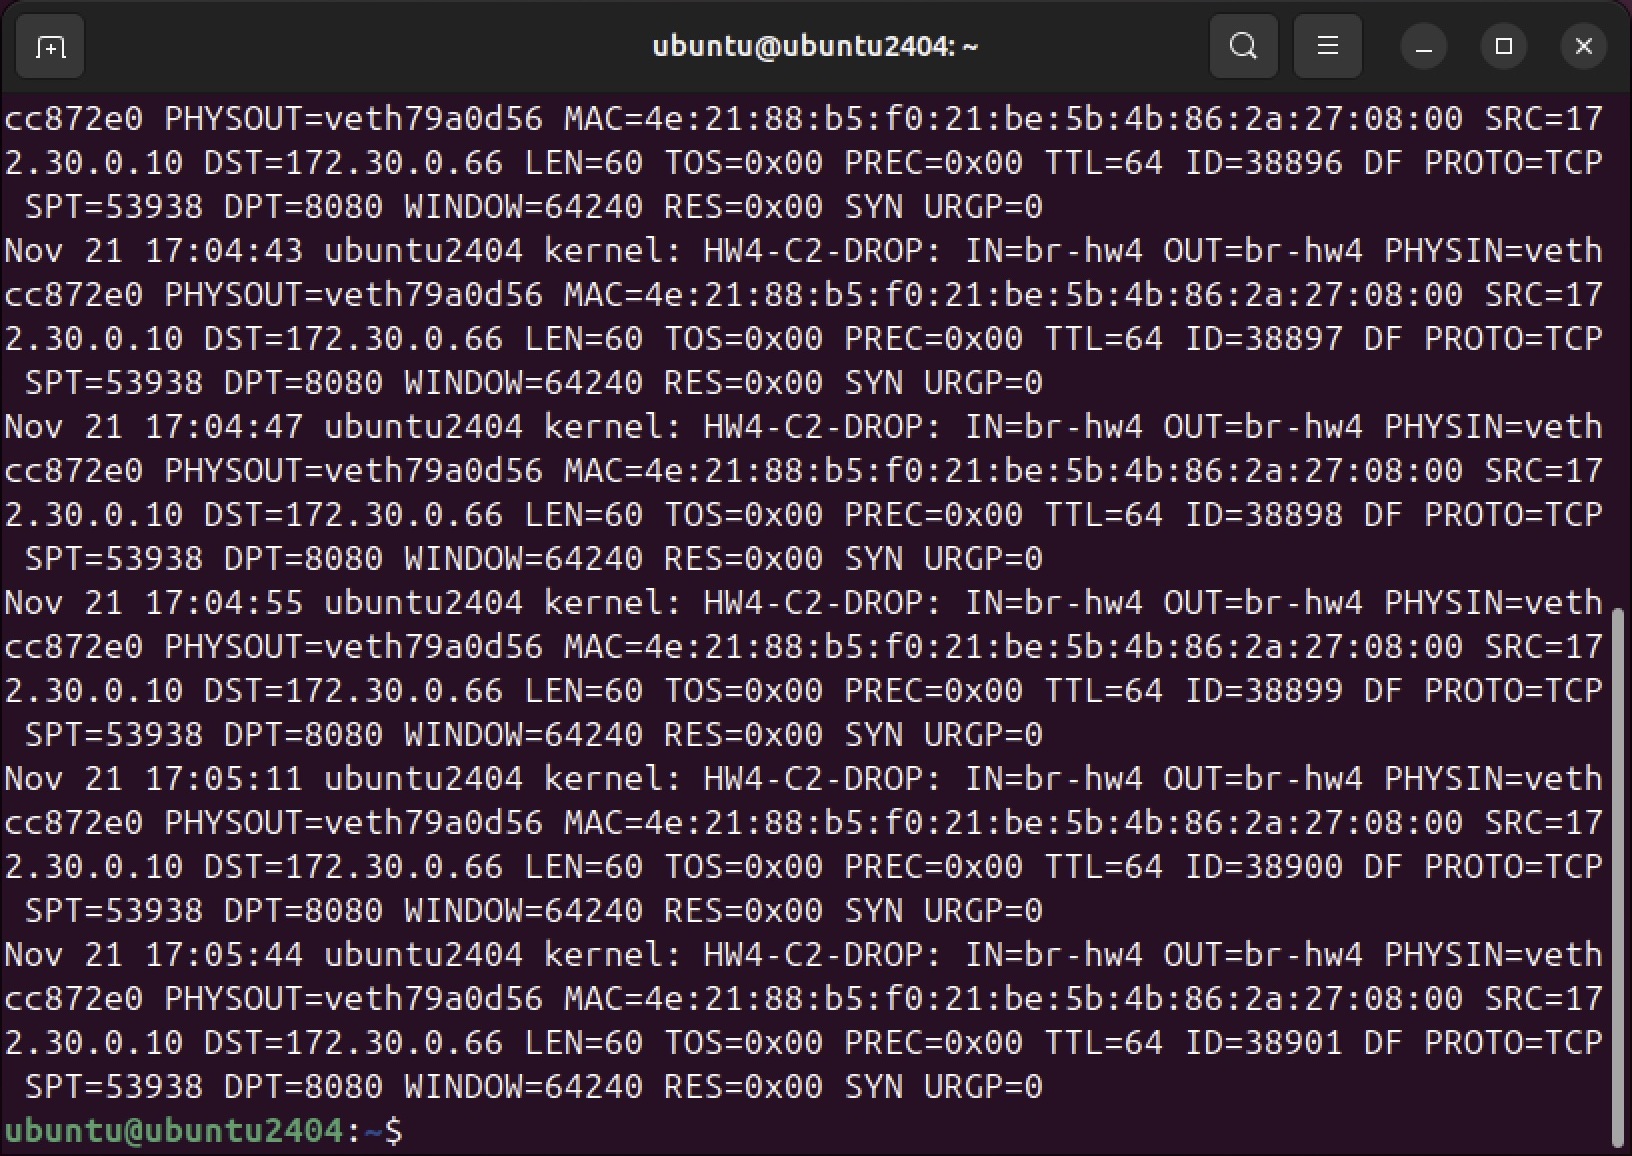 ubuntu@ubuntu2404: ~
cc872e0 PHYSOUT=veth79a0d56 MAC=4e:21:88:b5:f0:21:be:5b:4b:86:2a:27:08:00 SRC=17
2.30.0.10 DST=172.30.0.66 LEN=60 TOS=0x00 PREC=0x00 TTL=64 ID=38896 DF PROTO=TCP
 SPT=53938 DPT=8080 WINDOW=64240 RES=0x00 SYN URGP=0
Nov 21 17:04:43 ubuntu2404 kernel: HW4-C2-DROP: IN=br-hw4 OUT=br-hw4 PHYSIN=veth
cc872e0 PHYSOUT=veth79a0d56 MAC=4e:21:88:b5:f0:21:be:5b:4b:86:2a:27:08:00 SRC=17
2.30.0.10 DST=172.30.0.66 LEN=60 TOS=0x00 PREC=0x00 TTL=64 ID=38897 DF PROTO=TCP
 SPT=53938 DPT=8080 WINDOW=64240 RES=0x00 SYN URGP=0
Nov 21 17:04:47 ubuntu2404 kernel: HW4-C2-DROP: IN=br-hw4 OUT=br-hw4 PHYSIN=veth
cc872e0 PHYSOUT=veth79a0d56 MAC=4e:21:88:b5:f0:21:be:5b:4b:86:2a:27:08:00 SRC=17
2.30.0.10 DST=172.30.0.66 LEN=60 TOS=0x00 PREC=0x00 TTL=64 ID=38898 DF PROTO=TCP
 SPT=53938 DPT=8080 WINDOW=64240 RES=0x00 SYN URGP=0
Nov 21 17:04:55 ubuntu2404 kernel: HW4-C2-DROP: IN=br-hw4 OUT=br-hw4 PHYSIN=veth
cc872e0 PHYSOUT=veth79a0d56 MAC=4e:21:88:b5:f0:21:be:5b:4b:86:2a:27:08:00 SRC=17
2.30.0.10 DST=172.30.0.66 LEN=60 TOS=0x00 PREC=0x00 TTL=64 ID=38899 DF PROTO=TCP
 SPT=53938 DPT=8080 WINDOW=64240 RES=0x00 SYN URGP=0
Nov 21 17:05:11 ubuntu2404 kernel: HW4-C2-DROP: IN=br-hw4 OUT=br-hw4 PHYSIN=veth
cc872e0 PHYSOUT=veth79a0d56 MAC=4e:21:88:b5:f0:21:be:5b:4b:86:2a:27:08:00 SRC=17
2.30.0.10 DST=172.30.0.66 LEN=60 TOS=0x00 PREC=0x00 TTL=64 ID=38900 DF PROTO=TCP
 SPT=53938 DPT=8080 WINDOW=64240 RES=0x00 SYN URGP=0
Nov 21 17:05:44 ubuntu2404 kernel: HW4-C2-DROP: IN=br-hw4 OUT=br-hw4 PHYSIN=veth
cc872e0 PHYSOUT=veth79a0d56 MAC=4e:21:88:b5:f0:21:be:5b:4b:86:2a:27:08:00 SRC=17
2.30.0.10 DST=172.30.0.66 LEN=60 TOS=0x00 PREC=0x00 TTL=64 ID=38901 DF PROTO=TCP
 SPT=53938 DPT=8080 WINDOW=64240 RES=0x00 SYN URGP=0
ubuntu@ubuntu2404:~$